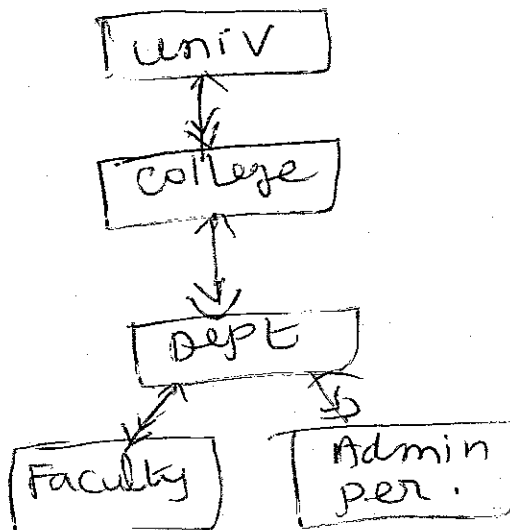 univ
College
Dept
Faculty
Admin
per.